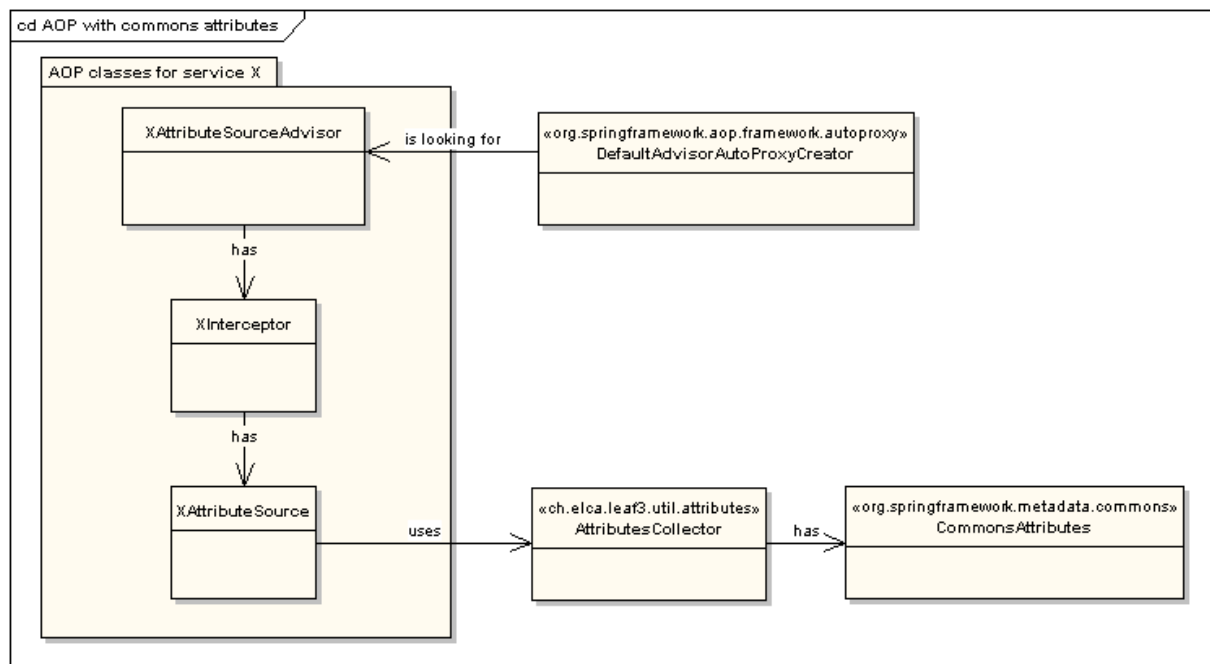 cd AOP with commons attributes
AOP classes for service X
XAttributeSourceAdvisor
is looking for
«org.springframework.aop.framework.autoproxy»
DefaultAdvisorAutoProxyCreator
has
XInterceptor
has
XAttributeSource
uses
«ch.elca.leaf3.util.attributes»
AttributesCollector
has
«org.springframework.metadata.commons»
CommonsAttributes